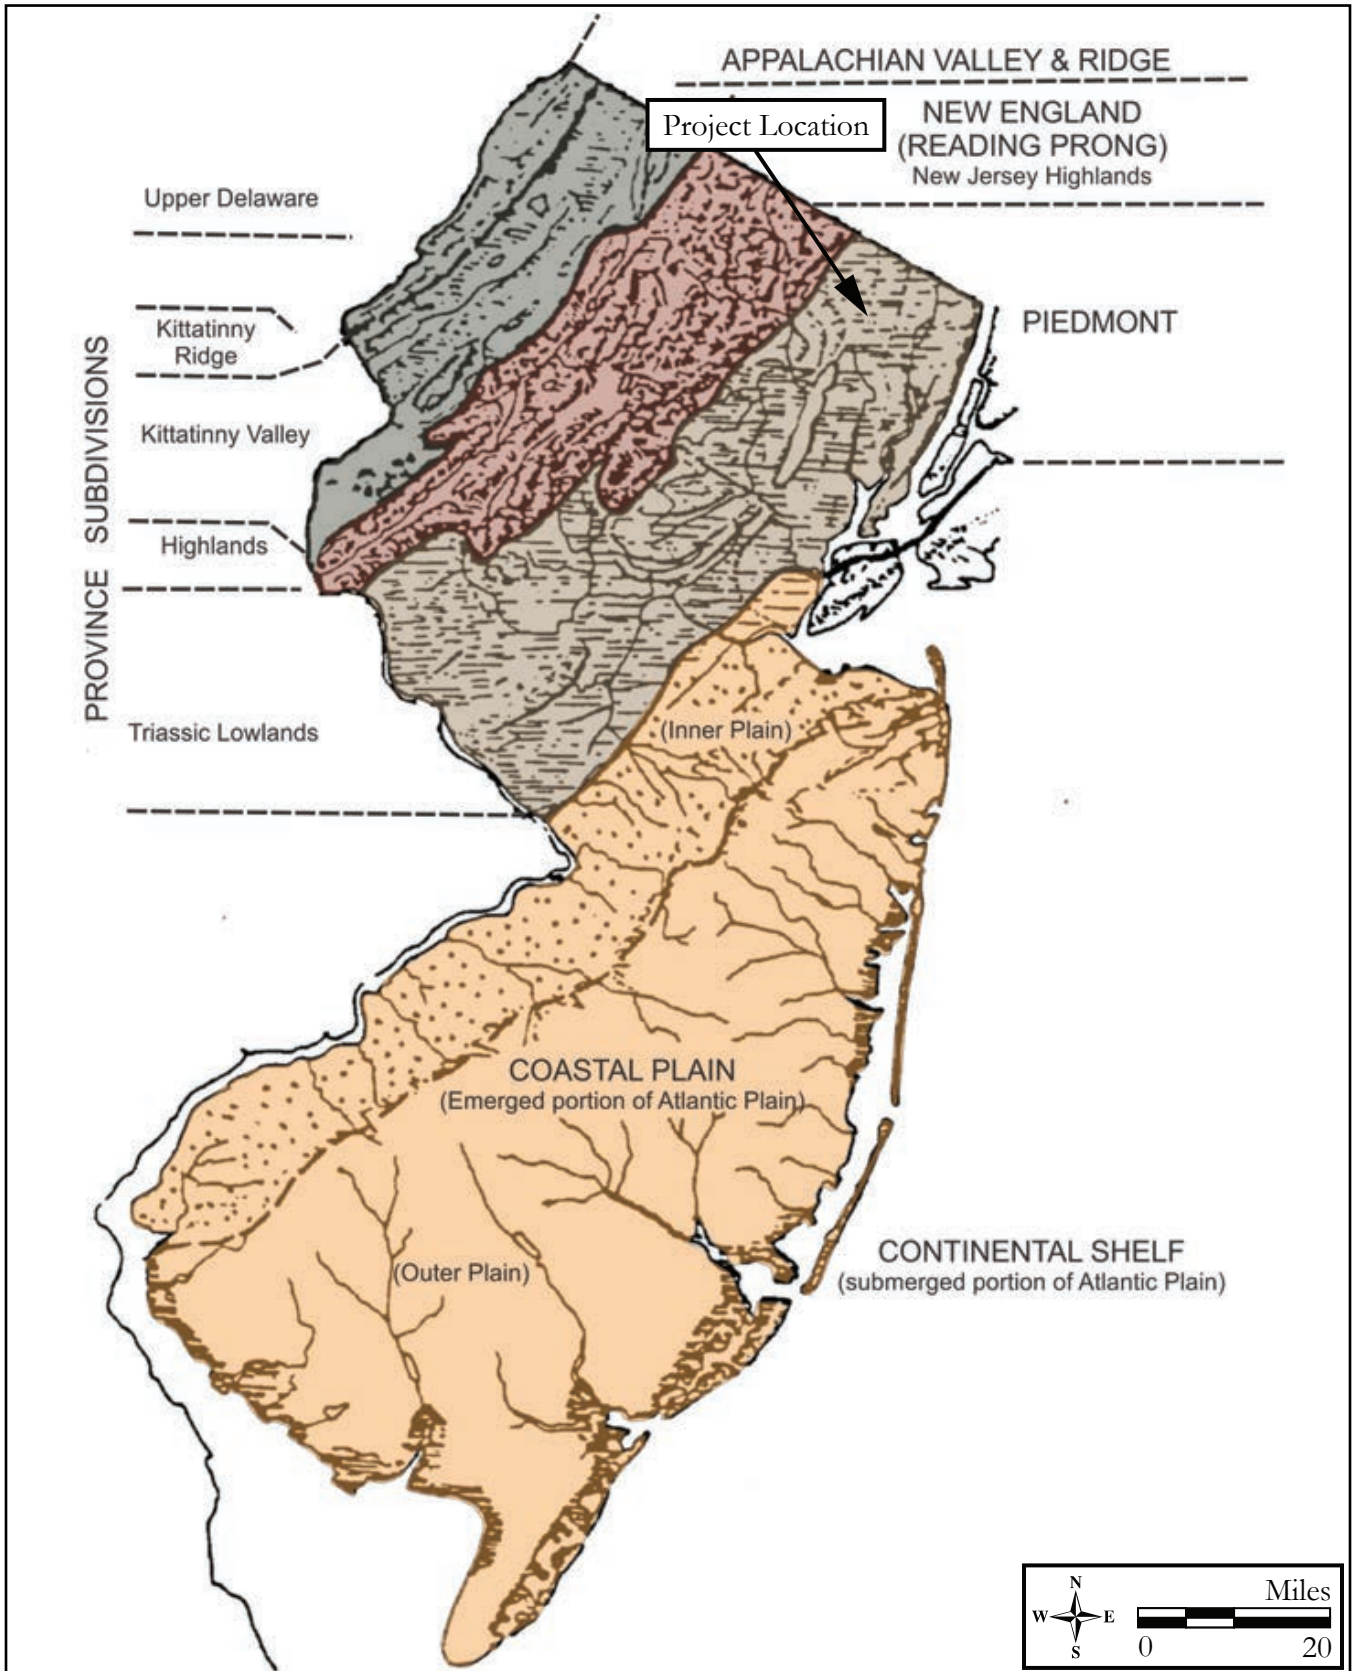 APPALACHIAN VALLEY & RIDGE
Project Location
NEW ENGLAND
(READING PRONG)
New Jersey Highlands
Upper Delaware
Kittatinny
Ridge
PIEDMONT
PROVINCE SUBDIVISIONS
Kittatinny Valley
Highlands
Triassic Lowlands
(Inner Plain)
COASTAL PLAIN
(Emerged portion of Atlantic Plain)
(Outer Plain)
CONTINENTAL SHELF
(submerged portion of Atlantic Plain)
N
W E
S
Miles
0 20